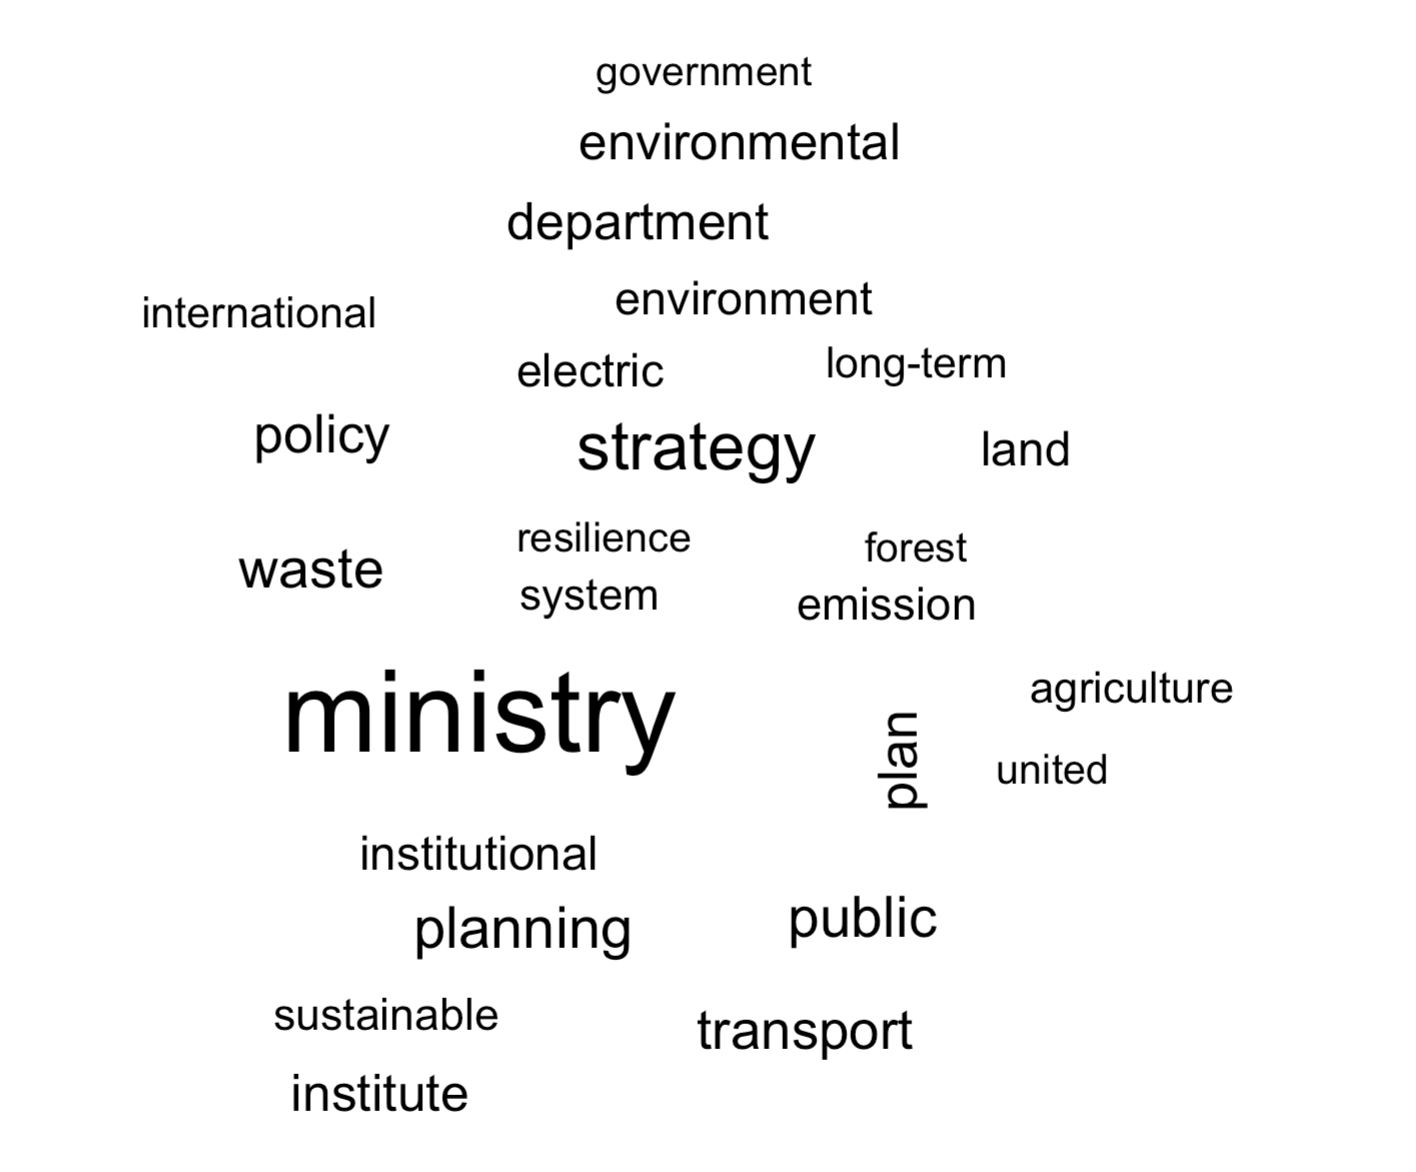 government
environmental
department
international
environment
electric
long-term
policy
strategy
land
resilience
forest
waste
system
emission
ministry
agriculture
plan
united
institutional
planning
public
sustainable
transport
institute